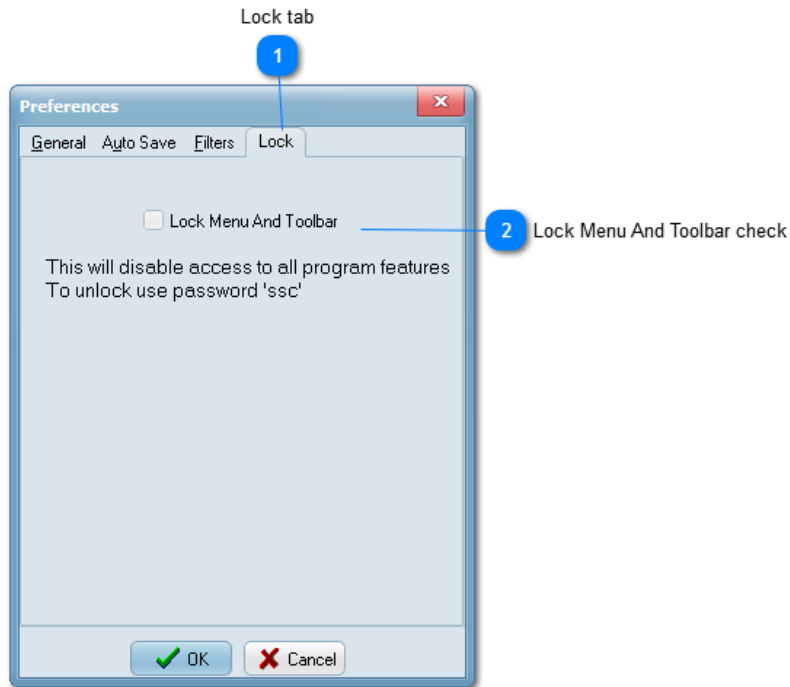 Lock tab
1
Preferences
General Auto Save Filters Lock
Lock Menu And Toolbar
2 Lock Menu And Toolbar check
This will disable access to all program features
To unlock use password 'ssc'
OK Cancel